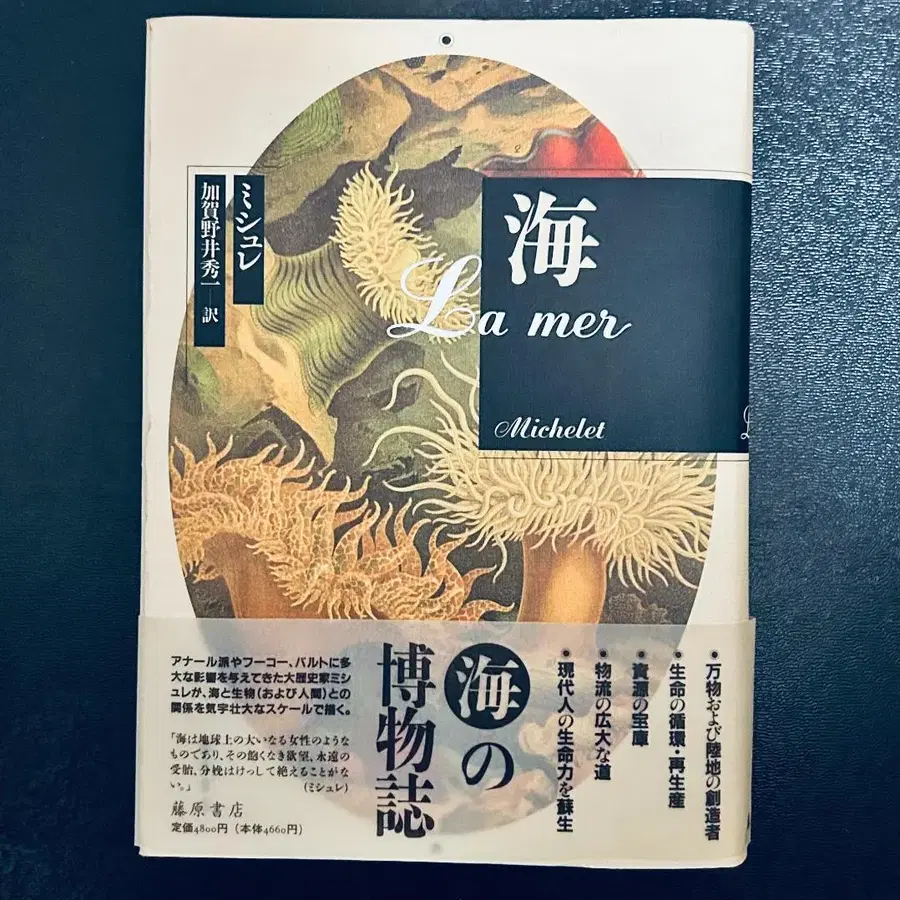 海
La mer
Michelet
ミシュレ
加賀野井秀一──訳
2
海の
博物誌
• 万物および陸地の創造者
• 生命の循環・再生産
• 資源の宝庫
• 物流の広大な道
• 現代人の生命力を蘇生
アナール派やフーコー、バルトに多
大な影響を与えてきた大歴史家ミシ
ュレが、海と生物(および人間)との
関係を気宇壮大なスケールで描く。
「海は地球上の大いなる女性のような
ものであり、その飽くなき欲望、永遠の
受胎、分娩はけっして絶えることがな
い。」 (ミシュレ)
藤原書店
定価4800円(本体4660円)